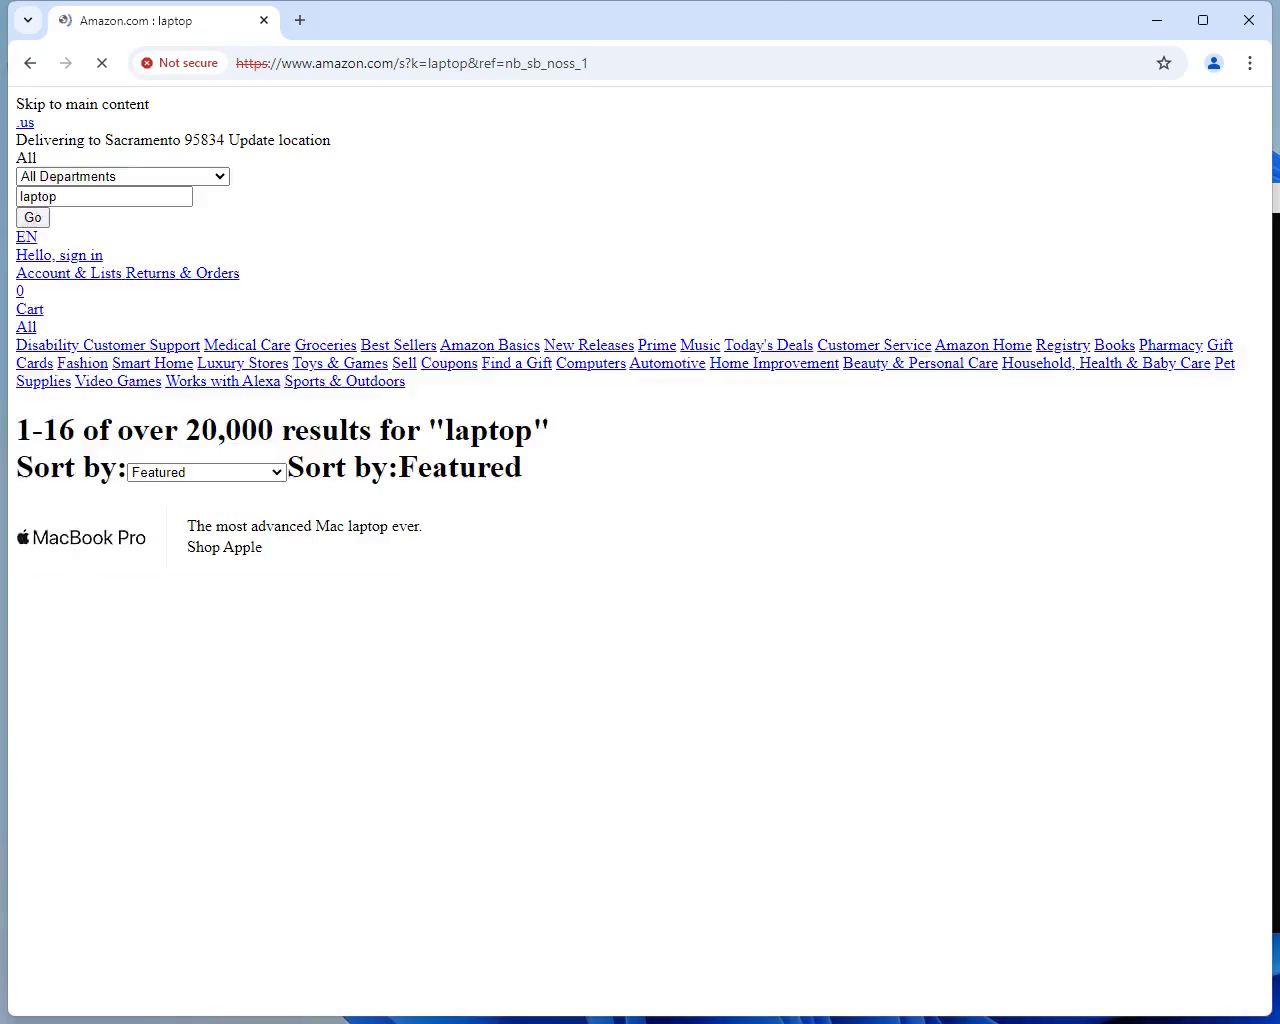 Amazon.com : laptop
Not secure
https://www.amazon.com/s?k=laptop&ref=nb_sb_noss_1
Skip to main content
.us
Delivering to Sacramento 95834 Update location
All
All Departments
laptop
Go
EN
Hello, sign in
Account & Lists Returns & Orders
0
Cart
All
Disability Customer Support Medical Care Groceries Best Sellers Amazon Basics New Releases Prime Music Today's Deals Customer Service Amazon Home Registry Books Pharmacy Gift
Cards Fashion Smart Home Luxury Stores Toys & Games Sell Coupons Find a Gift Computers Automotive Home Improvement Beauty & Personal Care Household, Health & Baby Care Pet
Supplies Video Games Works with Alexa Sports & Outdoors
1-16 of over 20,000 results for "laptop"
Sort by: Featured Sort by:Featured
MacBook Pro
The most advanced Mac laptop ever.
Shop Apple